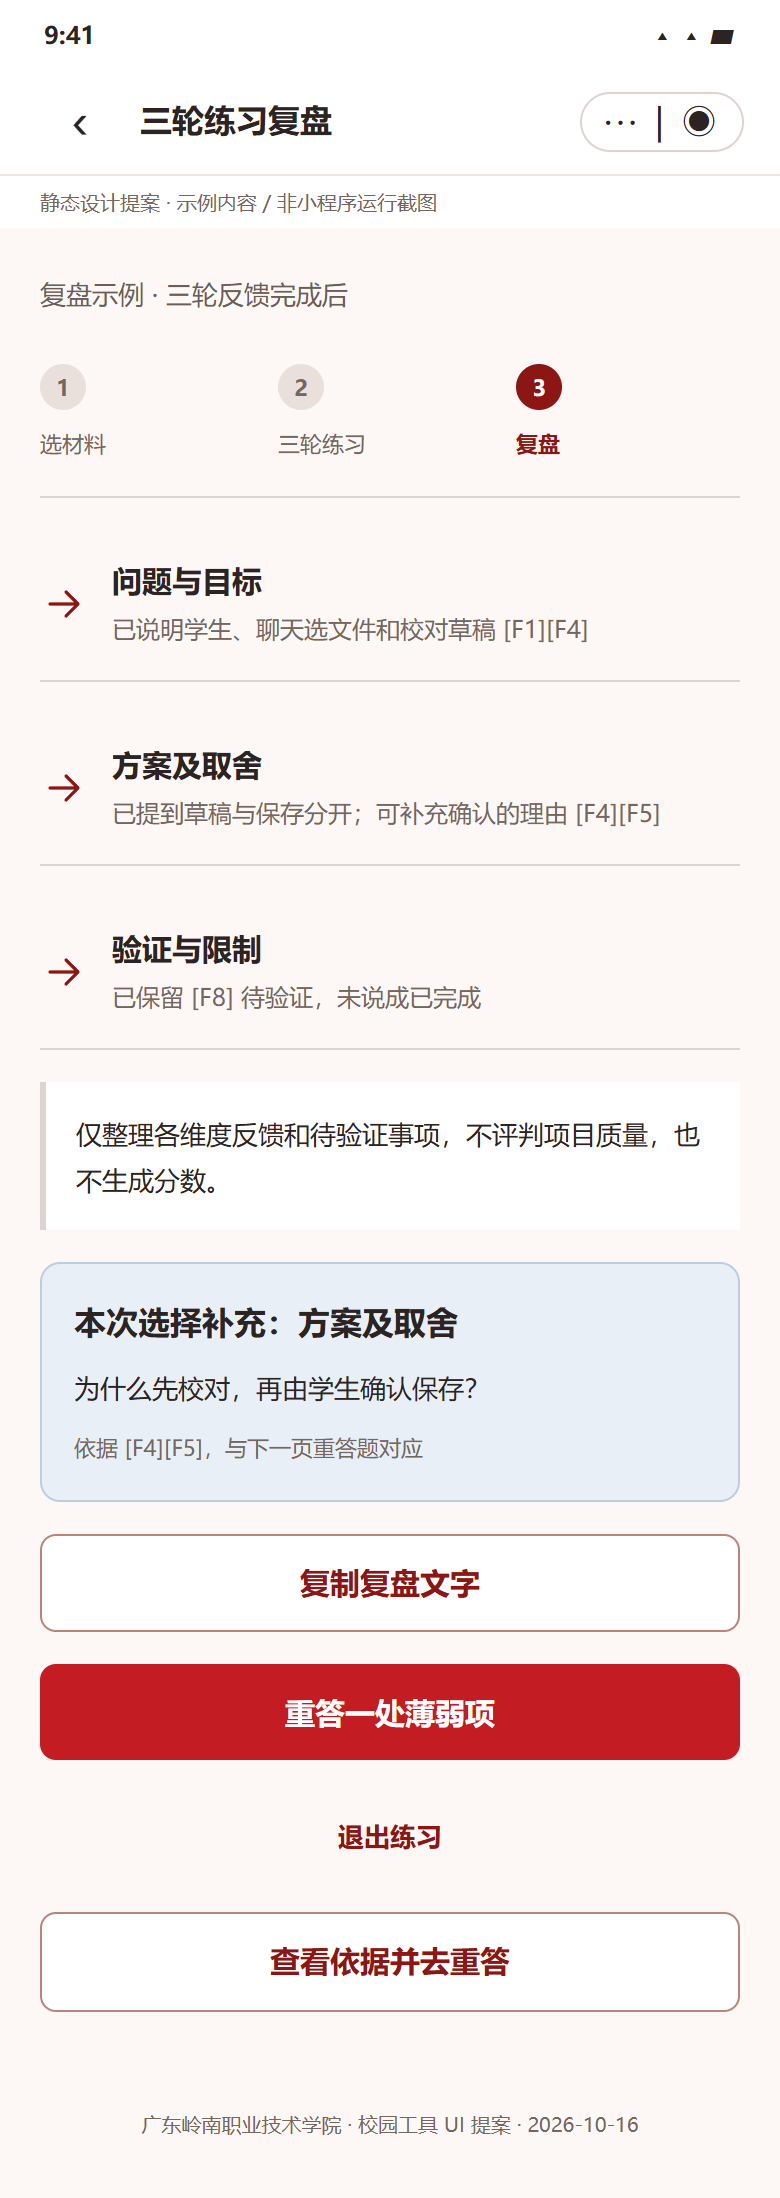 9:41
三轮练习复盘
静态设计提案 · 示例内容 / 非小程序运行截图
复盘示例 · 三轮反馈完成后
1
2
3
选材料
三轮练习
复盘
问题与目标
已说明学生、聊天选文件和校对草稿 [F1][F4]
方案及取舍
已提到草稿与保存分开；可补充确认的理由 [F4][F5]
验证与限制
已保留 [F8] 待验证，未说成已完成
仅整理各维度反馈和待验证事项，不评判项目质量，也
不生成分数。
本次选择补充：方案及取舍
为什么先校对，再由学生确认保存？
依据 [F4][F5]，与下一页重答题对应
复制复盘文字
重答一处薄弱项
退出练习
查看依据并去重答
广东岭南职业技术学院 · 校园工具 UI 提案 · 2026-10-16